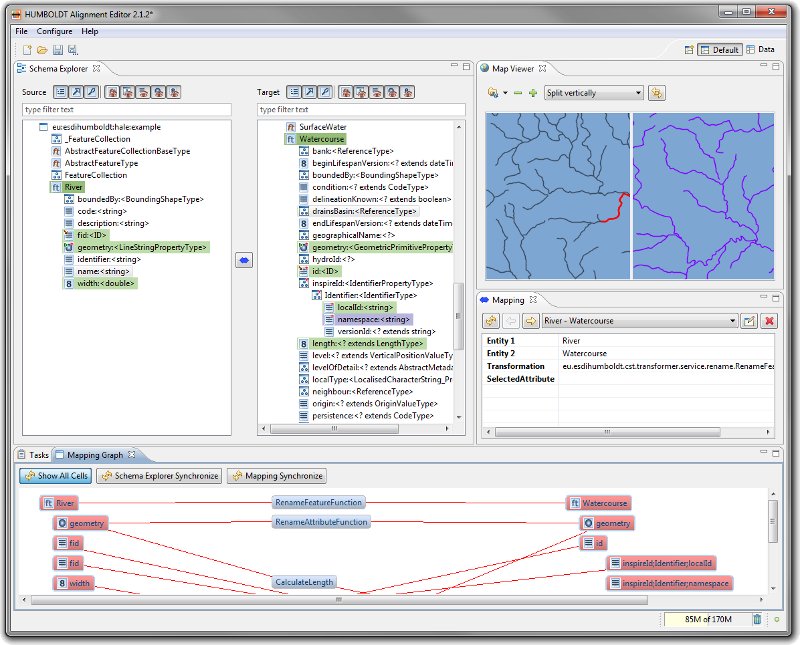 HUMBOLDT Alignment Editor 2.1.2*
File Configure Help
Default Data
Schema Explorer
Source
type filter text
eu:esdihumboldt:hale:example
_FeatureCollection
AbstractFeatureCollectionBaseType
AbstractFeatureType
FeatureCollection
River
boundedBy:<BoundingShapeType>
code:<string>
description:<string>
fid:<ID>
geometry:<LineStringPropertyType>
identifier:<string>
name:<string>
width:<double>
Target
type filter text
SurfaceWater
Watercourse
bank:<ReferenceType>
beginLifespanVersion:<? extends dateTim
boundedBy:<BoundingShapeType>
condition:<? extends CodeType>
delineationKnown:<? extends boolean>
drainsBasin:<ReferenceType>
endLifespanVersion:<? extends dateTim
geographicalName:<?>
geometry:<GeometricPrimitiveProperty
hydroId:<?>
id:<ID>
inspireId:<IdentifierPropertyType>
Identifier:<IdentifierType>
localId:<string>
namespace:<string>
versionId:<? extends string>
length:<? extends LengthType>
level:<? extends VerticalPositionValueTy
levelOfDetail:<? extends AbstractMetada
localType:<LocalisedCharacterString_Pr
neighbour:<ReferenceType>
origin:<? extends OriginValueType>
persistence:<? extends CodeType>
Map Viewer
Split vertically
Mapping
River - Watercourse
Entity 1 River
Entity 2 Watercourse
Transformation eu.esdihumboldt.cst.transformer.service.rename.RenameFea
SelectedAttribute
Tasks Mapping Graph
Show All Cells Schema Explorer Synchronize Mapping Synchronize
River RenameFeatureFunction Watercourse
geometry RenameAttributeFunction geometry
fid id
fid inspireId;Identifier;localId
width CalculateLength inspireId;Identifier;namespace
85M of 170M